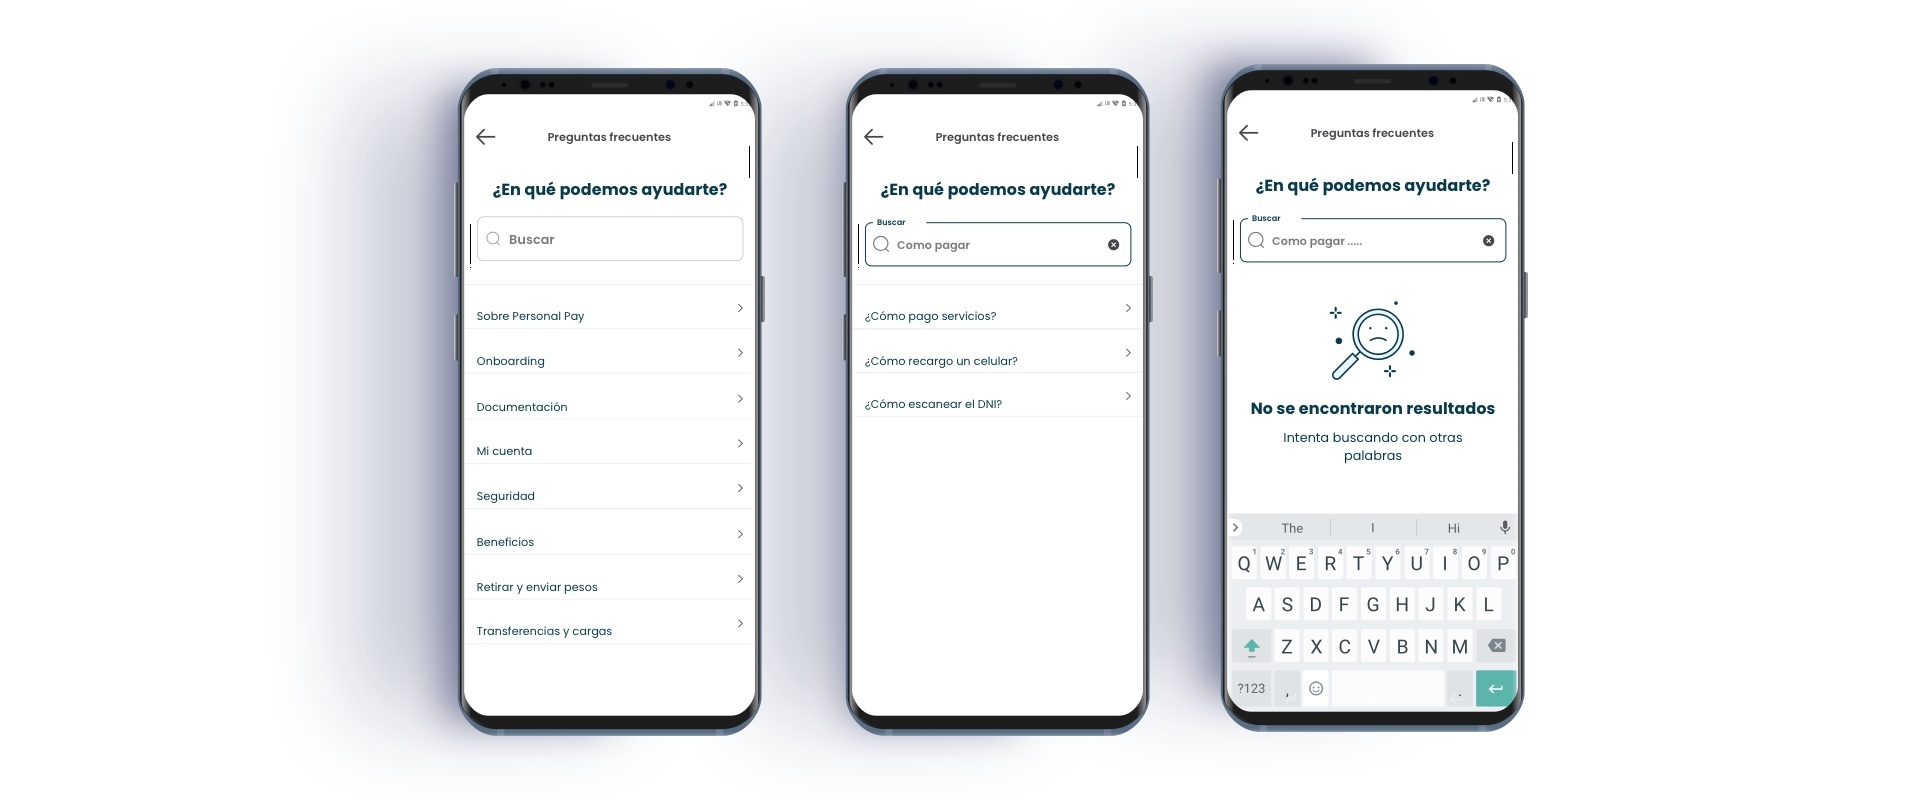 Preguntas frecuentes
¿En qué podemos ayudarte?
Buscar
Sobre Personal Pay
Onboarding
Documentación
Mi cuenta
Seguridad
Beneficios
Retirar y enviar pesos
Transferencias y cargas
Preguntas frecuentes
¿En qué podemos ayudarte?
Buscar
Como pagar
¿Cómo pago servicios?
¿Cómo recargo un celular?
¿Cómo escanear el DNI?
Preguntas frecuentes
¿En qué podemos ayudarte?
Buscar
Como pagar .....
No se encontraron resultados
Intenta buscando con otras
palabras
The I Hi
1 2 3 4 5 6 7 8 9 0
Q W E R T Y U I O P
A S D F G H J K L
Z X C V B N M
?123 , .